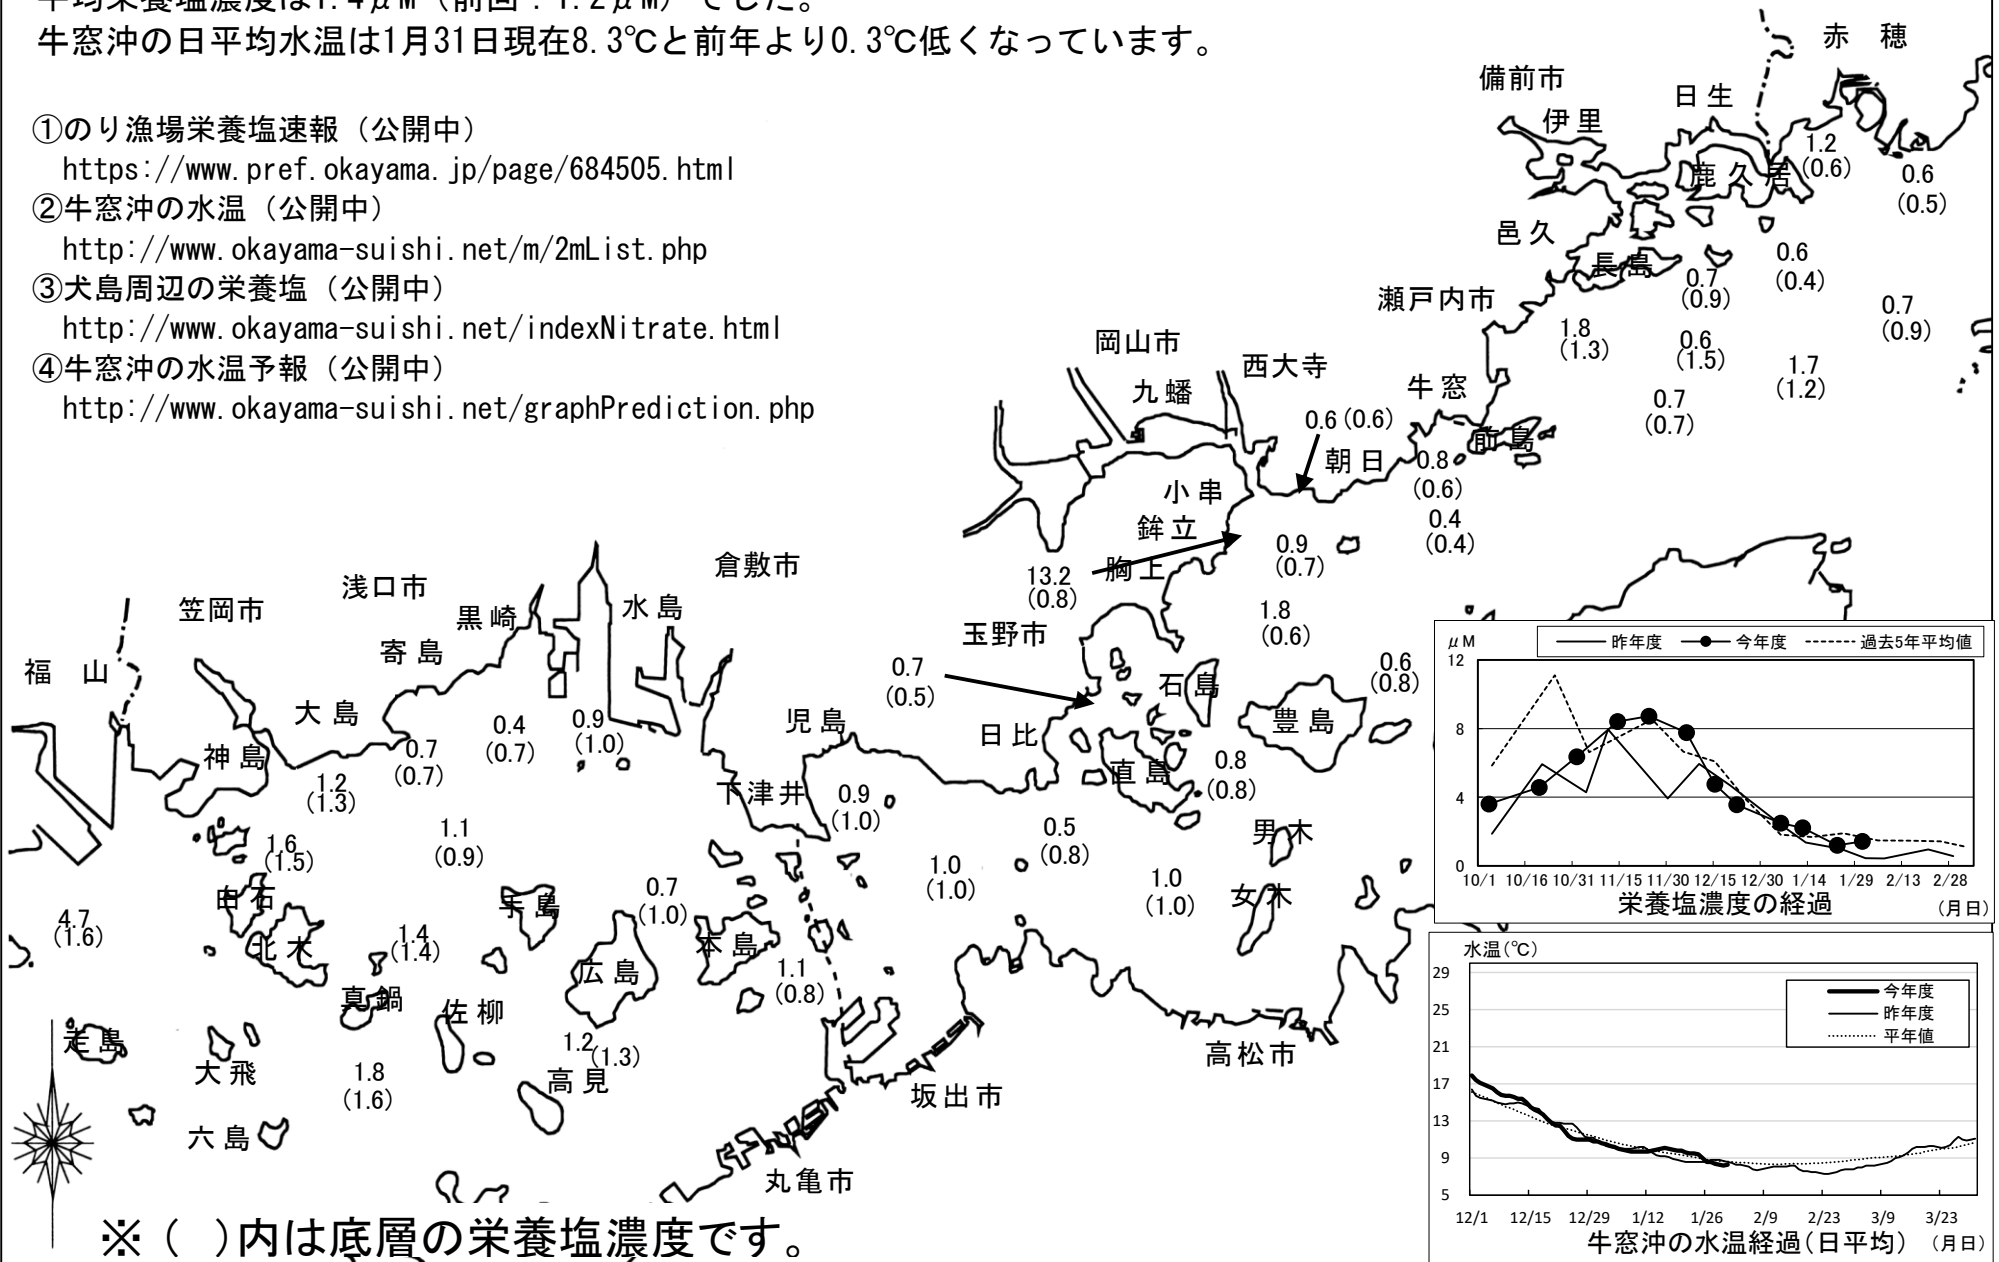 平均栄養塩濃度は1.4μM（前回：1.2μM）でした。
牛窓沖の日平均水温は1月31日現在8.3℃と前年より0.3℃低くなっています。
①のり漁場栄養塩速報（公開中）
https://www.pref.okayama.jp/page/684505.html
②牛窓沖の水温（公開中）
http://www.okayama-suishi.net/m/2mList.php
③犬島周辺の栄養塩（公開中）
http://www.okayama-suishi.net/indexNitrate.html
④牛窓沖の水温予報（公開中）
http://www.okayama-suishi.net/graphPrediction.php
赤 穂
備前市
日生
伊里
1.2
(0.6)
鹿久居
0.6
(0.5)
邑久
0.6
(0.4)
長島
0.7
(0.9)
瀬戸内市
0.7
(0.9)
1.8
(1.3)
0.6
(1.5)
岡山市
西大寺
1.7
(1.2)
九蟠
牛窓
0.7
(0.7)
0.6(0.6)
前島
朝日
0.8
(0.6)
小串
鉾立
0.4
(0.4)
0.9
(0.7)
胸上
13.2
(0.8)
倉敷市
浅口市
笠岡市
黒崎
水島
1.8
(0.6)
玉野市
寄島
福 山
0.7
(0.5)
石島
0.6
(0.8)
大島
0.4
(0.7)
0.9
(1.0)
児島
日比
豊島
神島
0.7
(0.7)
0.8
(0.8)
直島
1.2
(1.3)
下津井
0.9
(1.0)
1.6
(1.5)
1.1
(0.9)
0.5
(0.8)
男木
1.0
(1.0)
1.0
(1.0)
白石
手島
0.7
(1.0)
女木
4.7
(1.6)
北木
1.4
(1.4)
本島
広島
1.1
(0.8)
真鍋
佐柳
走島
1.2
(1.3)
高松市
大飛
1.8
(1.6)
高見
坂出市
六島
丸亀市
※（ ）内は底層の栄養塩濃度です。
μM
昨年度 今年度 過去5年平均値
12
8
4
0
10/1 10/16 10/31 11/15 11/30 12/15 12/30 1/14 1/29 2/13 2/28
栄養塩濃度の経過 （月日）
水温(℃)
今年度
昨年度
平年値
29
25
21
17
13
9
5
12/1 12/15 12/29 1/12 1/26 2/9 2/23 3/9 3/23
牛窓沖の水温経過(日平均) （月日）